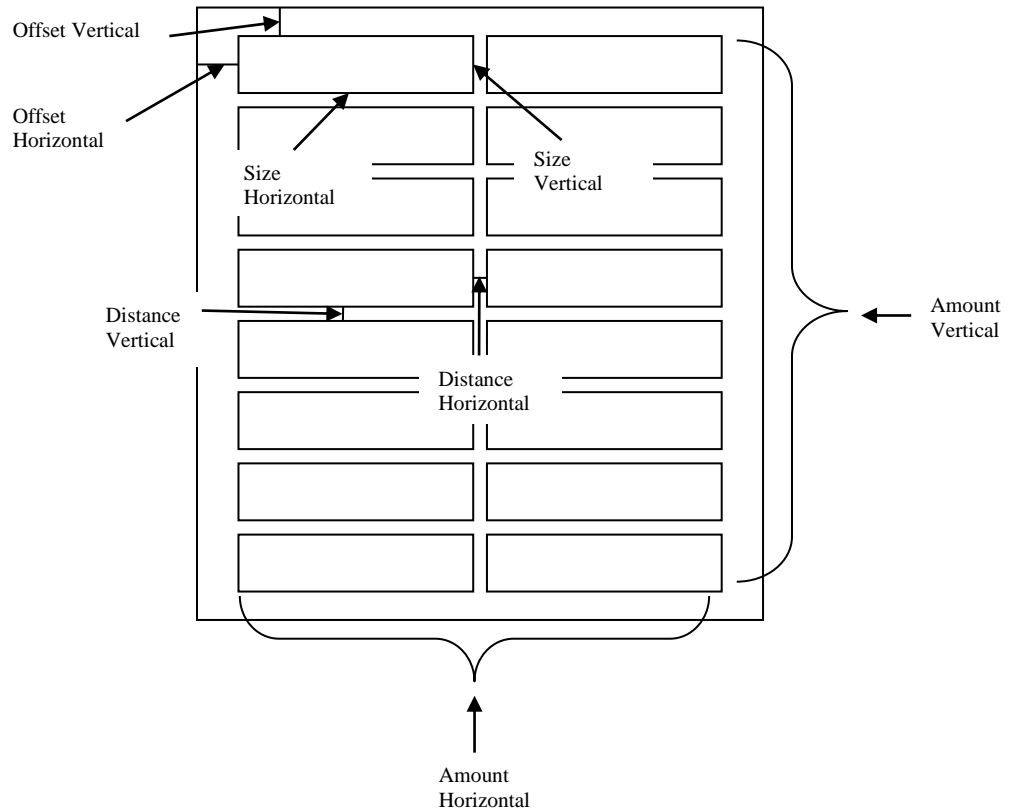 Offset Vertical
Offset
Horizontal
Size
Horizontal
Size
Vertical
Distance
Vertical
Amount
Vertical
Distance
Horizontal
Amount
Horizontal